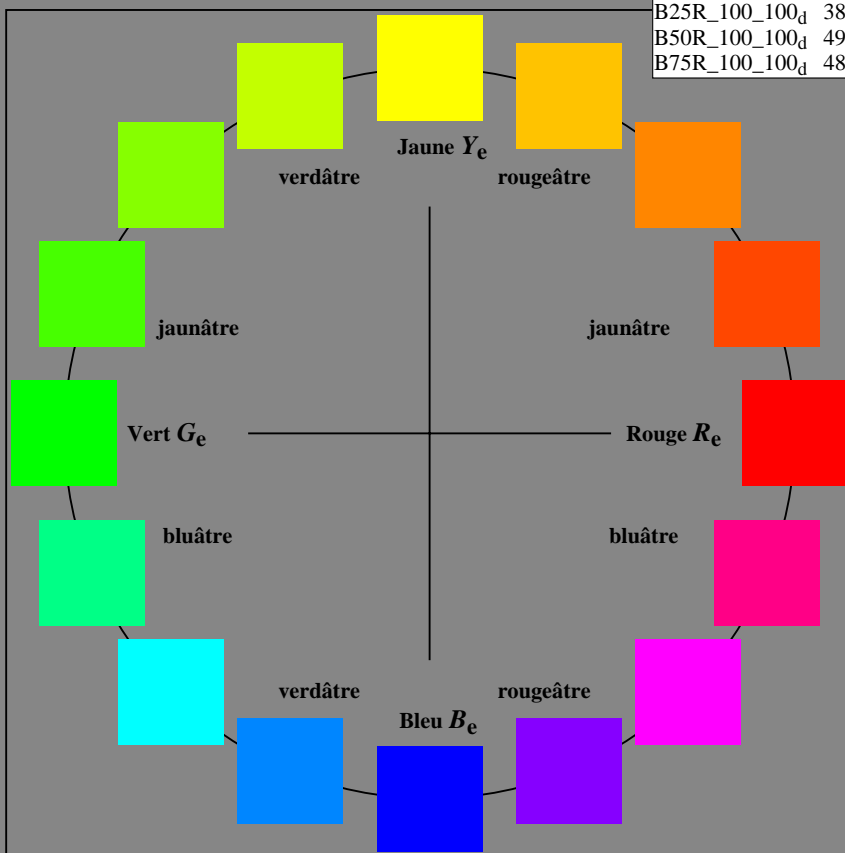 B25R_100_100d 38
B50R_100_100d 49
B75R_100_100d 48
Jaune Ye
verdâtre rougeâtre
jaunâtre jaunâtre
Vert Ge Rouge Re
bluâtre bluâtre
verdâtre rougeâtre
Bleu Be